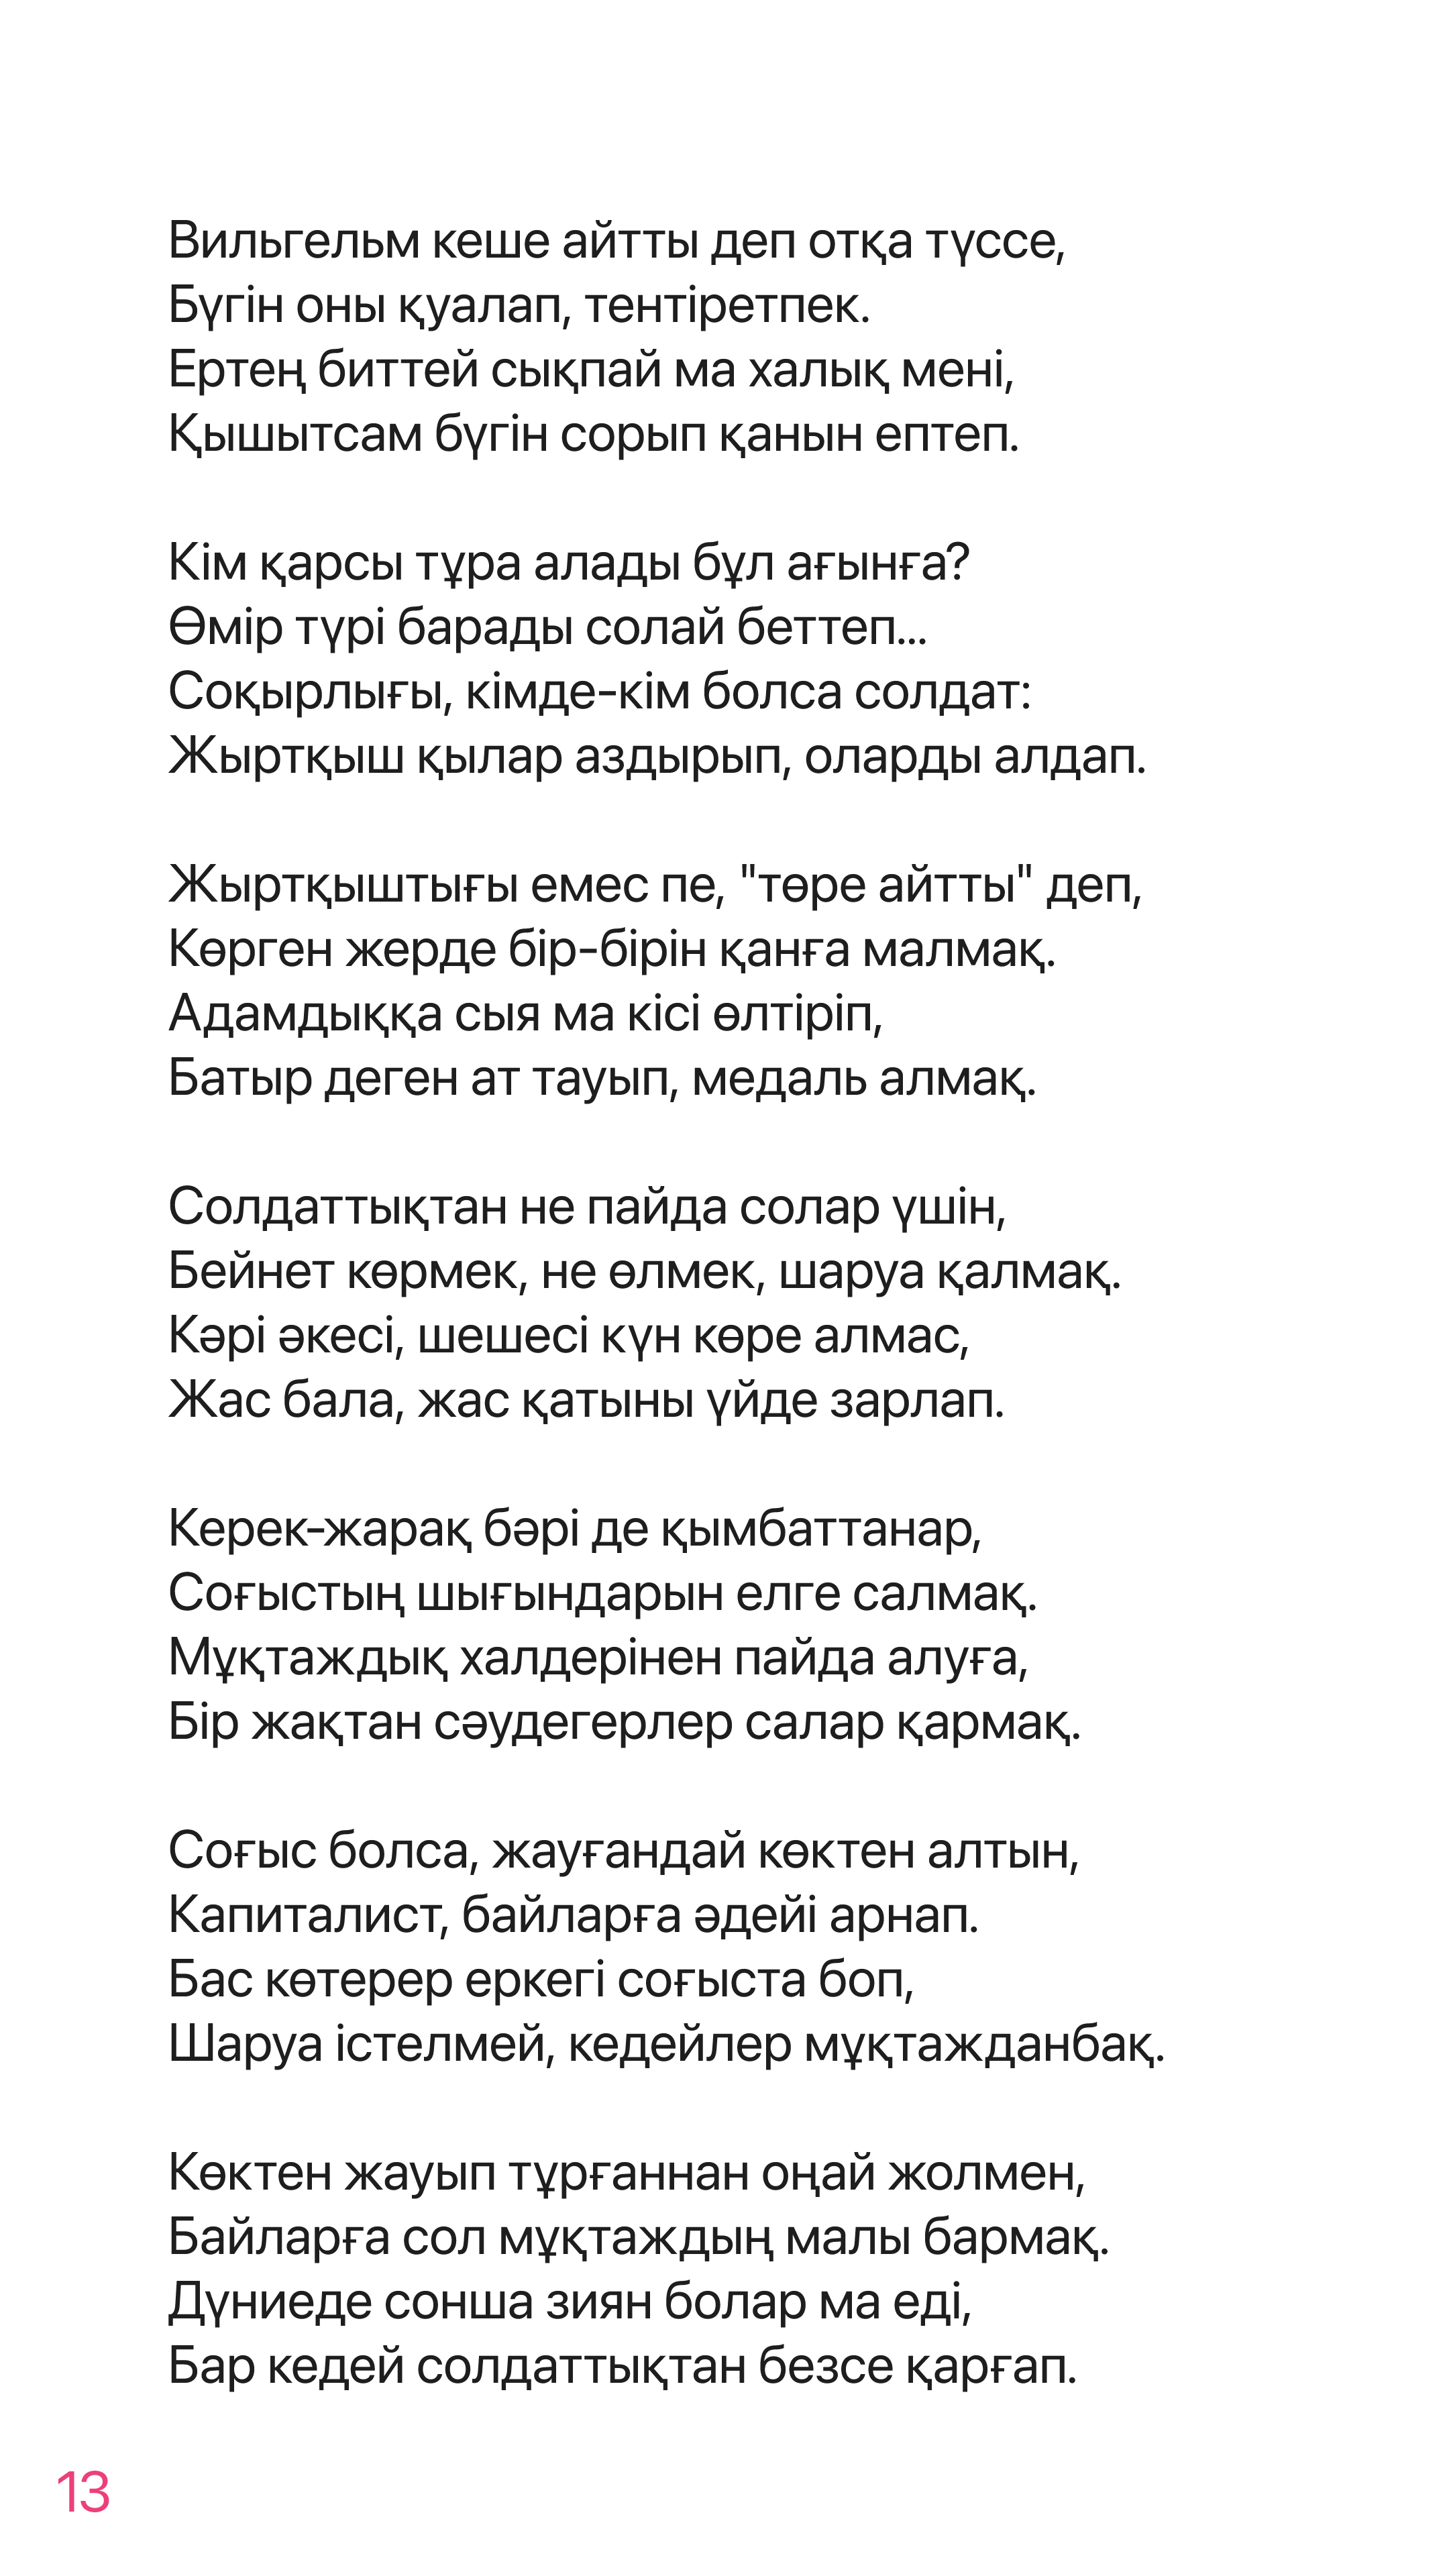 Вильгельм кеше айтты деп отқа түссе,
Бүгін оны қуалап, тентіретпек.
Ертең биттей сықпай ма халық мені,
Қышытсам бүгін сорып қанын ептеп.

Кім қарсы тұра алады бұл ағынға?
Өмір түрі барады солай беттеп...
Соқырлығы, кімде-кім болса солдат:
Жыртқыш қылар аздырып, оларды алдап.

Жыртқыштығы емес пе, "төре айтты" деп,
Көрген жерде бір-бірін қанға малмақ.
Адамдыққа сыя ма кісі өлтіріп,
Батыр деген ат тауып, медаль алмақ.

Солдаттықтан не пайда солар үшін,
Бейнет көрмек, не өлмек, шаруа қалмақ.
Кәрі әкесі, шешесі күн көре алмас,
Жас бала, жас қатыны үйде зарлап.

Керек-жарақ бәрі де қымбаттанар,
Соғыстың шығындарын елге салмақ.
Мұқтаждық халдерінен пайда алуға,
Бір жақтан сәудегерлер салар қармақ.

Соғыс болса, жауғандай көктен алтын,
Капиталист, байларға әдейі арнап.
Бас көтерер еркегі соғыста боп,
Шаруа істелмей, кедейлер мұқтажданбақ.

Көктен жауып тұрғаннан оңай жолмен,
Байларға сол мұқтаждың малы бармақ.
Дүниеде сонша зиян болар ма еді,
Бар кедей солдаттықтан безсе қарғап.

13